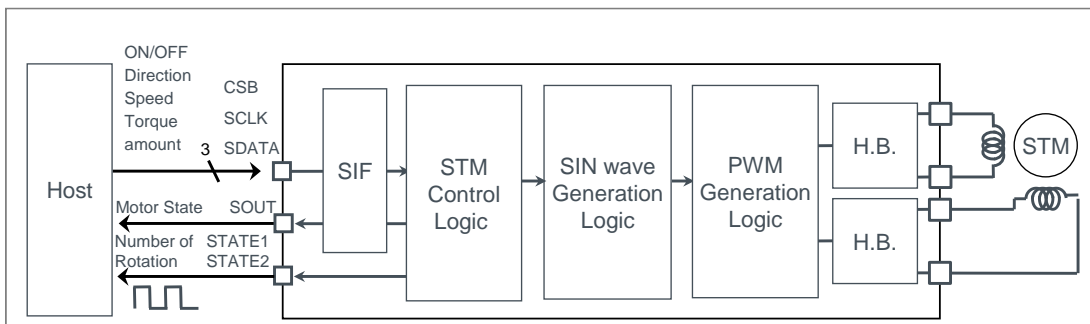 ON/OFF
Direction
Speed
Torque
amount
CSB
SCLK
SDATA
3
Host
Motor State
SOUT
Number of
Rotation
STATE1
STATE2
SIF
STM
Control
Logic
SIN wave
Generation
Logic
PWM
Generation
Logic
H.B.
H.B.
STM